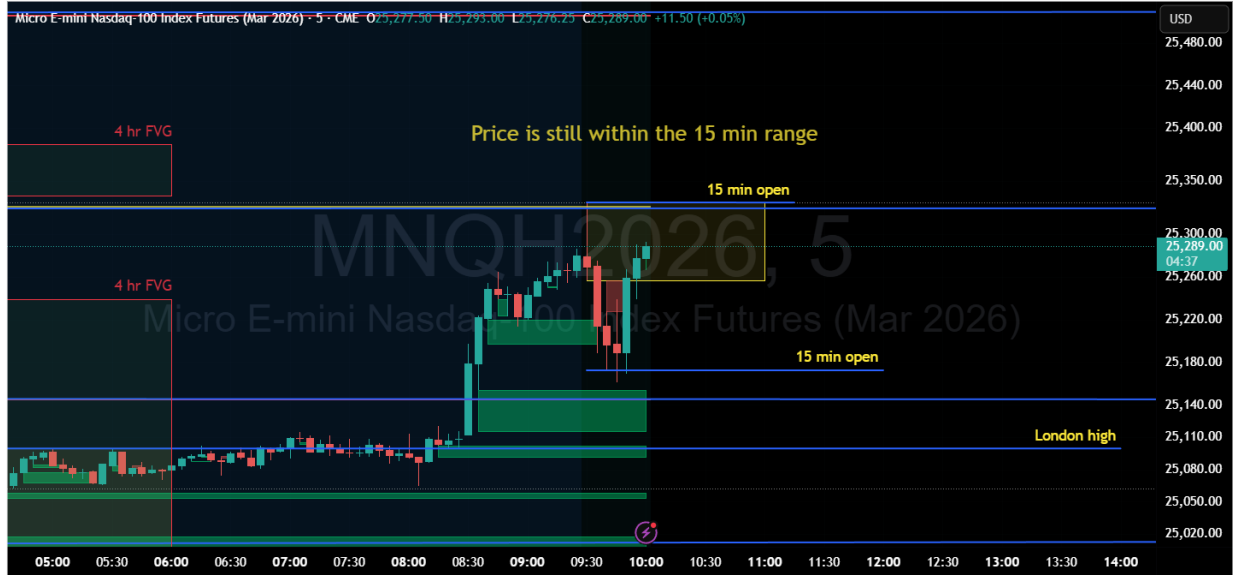 Micro E-mini Nasdaq-100 Index Futures (Mar 2026) · 5 · CME O25,277.50 H25,293.00 L25,276.25 C25,289.00 +11.50 (+0.05%)
USD
25,480.00
25,440.00
4 hr FVG
Price is still within the 15 min range
25,400.00
25,350.00
15 min open
MNQH2026, 5
25,300.00
25,289.00
04:37
25,260.00
4 hr FVG
Micro E-mini Nasdaq-100 Index Futures (Mar 2026)
25,220.00
15 min open
25,180.00
25,140.00
London high
25,110.00
25,080.00
25,050.00
25,020.00
05:00 05:30 06:00 06:30 07:00 07:30 08:00 08:30 09:00 09:30 10:00 10:30 11:00 11:30 12:00 12:30 13:00 13:30 14:00